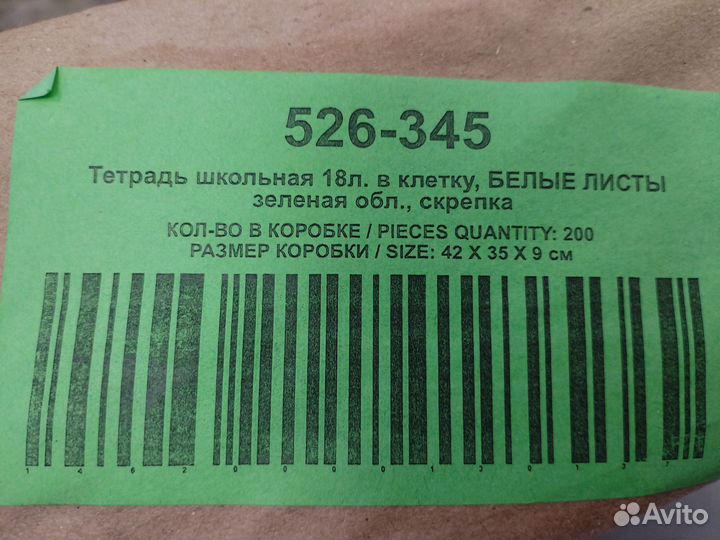 526-345
Тетрадь школьная 18л. в клетку, БЕЛЫЕ ЛИСТЫ
зеленая обл., скрепка
КОЛ-ВО В КОРОБКЕ / PIECES QUANTITY: 200
РАЗМЕР КОРОБКИ / SIZE: 42 X 35 X 9 см
Avito